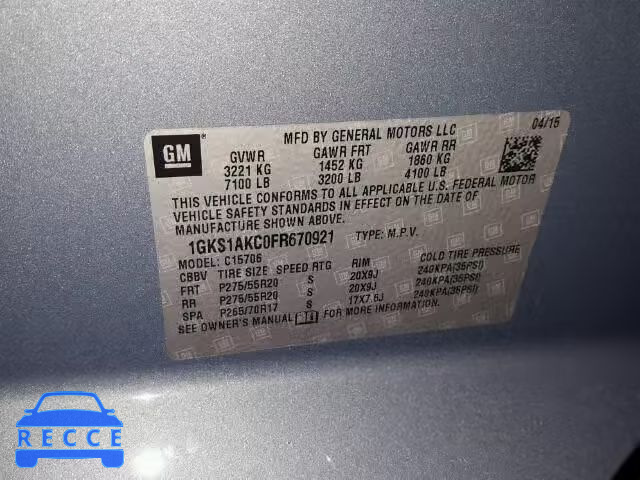 GM
MFD BY GENERAL MOTORS LLC
04/15
GVWR GAWR FRT GAWR RR
3221 KG 1452 KG 1860 KG
7100 LB 3200 LB 4100 LB
THIS VEHICLE CONFORMS TO ALL APPLICABLE U.S. FEDERAL MOTOR
VEHICLE SAFETY STANDARDS IN EFFECT ON THE DATE OF
MANUFACTURE SHOWN ABOVE.
1GKS1AKC0FR670921 TYPE: M.P.V.
MODEL: C15706
CBBV TIRE SIZE SPEED RTG RIM COLD TIRE PRESSURE
FRT P275/55R20 S 20X9J 240KPA(35PSI)
RR P275/55R20 S 20X9J 240KPA(35PSI)
SPA P265/70R17 S 17X7.5J 240KPA(35PSI)
SEE OWNER'S MANUAL
RECCE